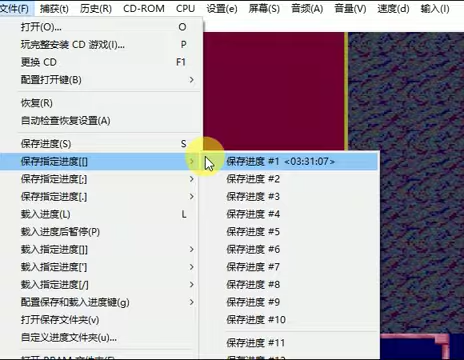 文件(F) 捕获(t) 历史(R) CD-ROM CPU 设置(e) 屏幕(S) 音频(A) 音量(V) 速度(d) 输入(I)
打开(O)... O
玩完整安装 CD 游戏(I)... P
更换 CD F1
配置打开键(B)
恢复(R)
自动检查恢复设置(A)
保存进度(S) S
保存指定进度[[] 保存进度 #1 <03:31:07>
保存指定进度[;] 保存进度 #2
保存指定进度[.] 保存进度 #3
载入进度(L) L 保存进度 #4
载入进度后暂停(P) 保存进度 #5
载入指定进度[]] 保存进度 #6
载入指定进度['] 保存进度 #7
载入指定进度[/] 保存进度 #8
配置保存和载入进度键(g) 保存进度 #9
打开保存文件夹(v) 保存进度 #10
自定义进度文件夹(u)... 保存进度 #11